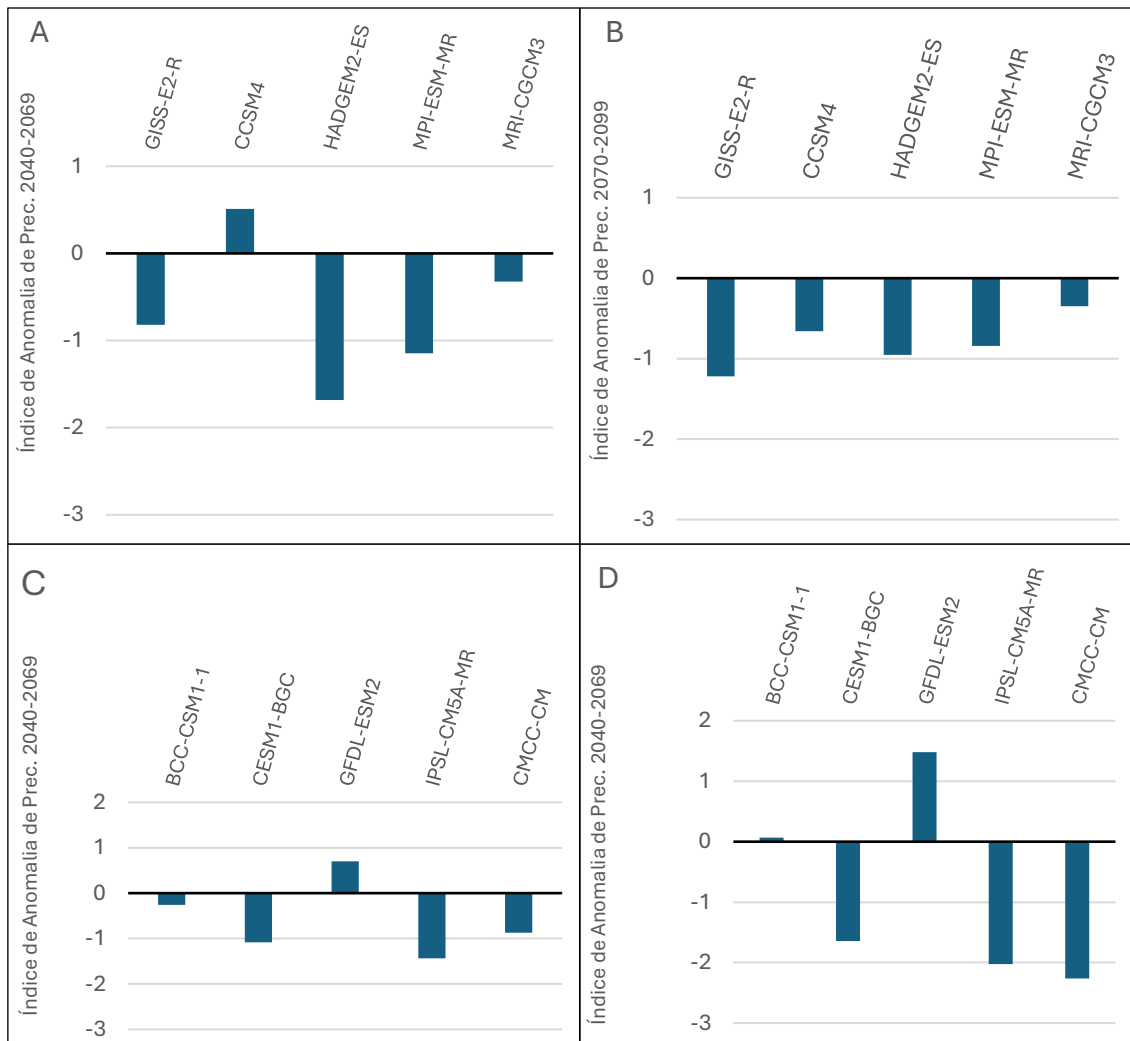 A
GISS-E2-R
CCSM4
HADGEM2-ES
MPI-ESM-MR
MRI-CGCM3
Índice de Anomalia de Prec. 2040-2069
1
0
-1
-2
-3
B
GISS-E2-R
CCSM4
HADGEM2-ES
MPI-ESM-MR
MRI-CGCM3
Índice de Anomalia de Prec. 2070-2099
1
0
-1
-2
-3
C
BCC-CSM1-1
CESM1-BGC
GFDL-ESM2
IPSL-CM5A-MR
CMCC-CM
Índice de Anomalia de Prec. 2040-2069
2
1
0
-1
-2
-3
D
BCC-CSM1-1
CESM1-BGC
GFDL-ESM2
IPSL-CM5A-MR
CMCC-CM
Índice de Anomalia de Prec. 2040-2069
2
1
0
-1
-2
-3